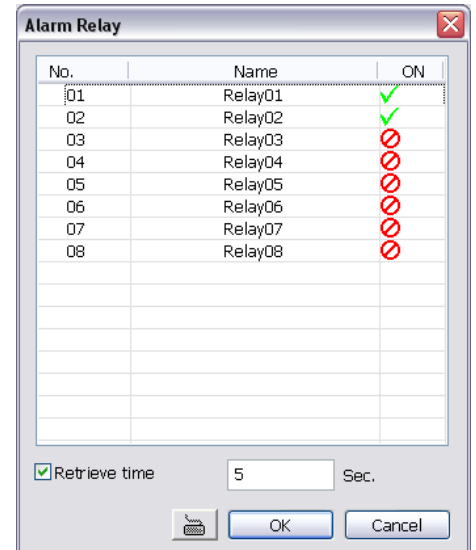 Alarm Relay
No. Name ON
01 Relay01
02 Relay02
03 Relay03
04 Relay04
05 Relay05
06 Relay06
07 Relay07
08 Relay08
Retrieve time 5 Sec.
OK Cancel